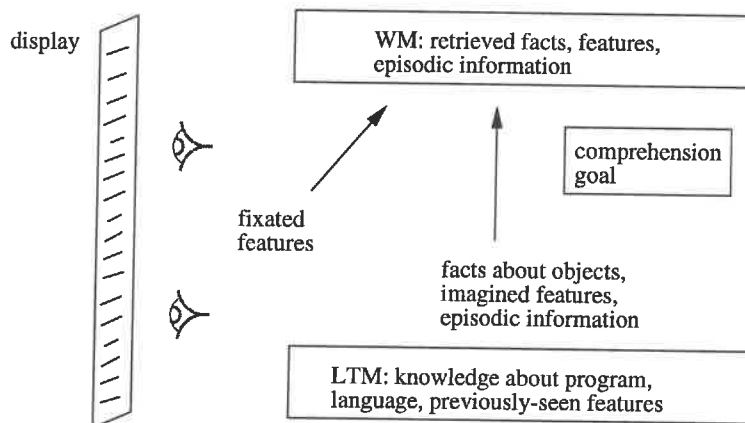 display
WM: retrieved facts, features,
episodic information
comprehension
goal
fixated
features
facts about objects,
imagined features,
episodic information
LTM: knowledge about program,
language, previously-seen features